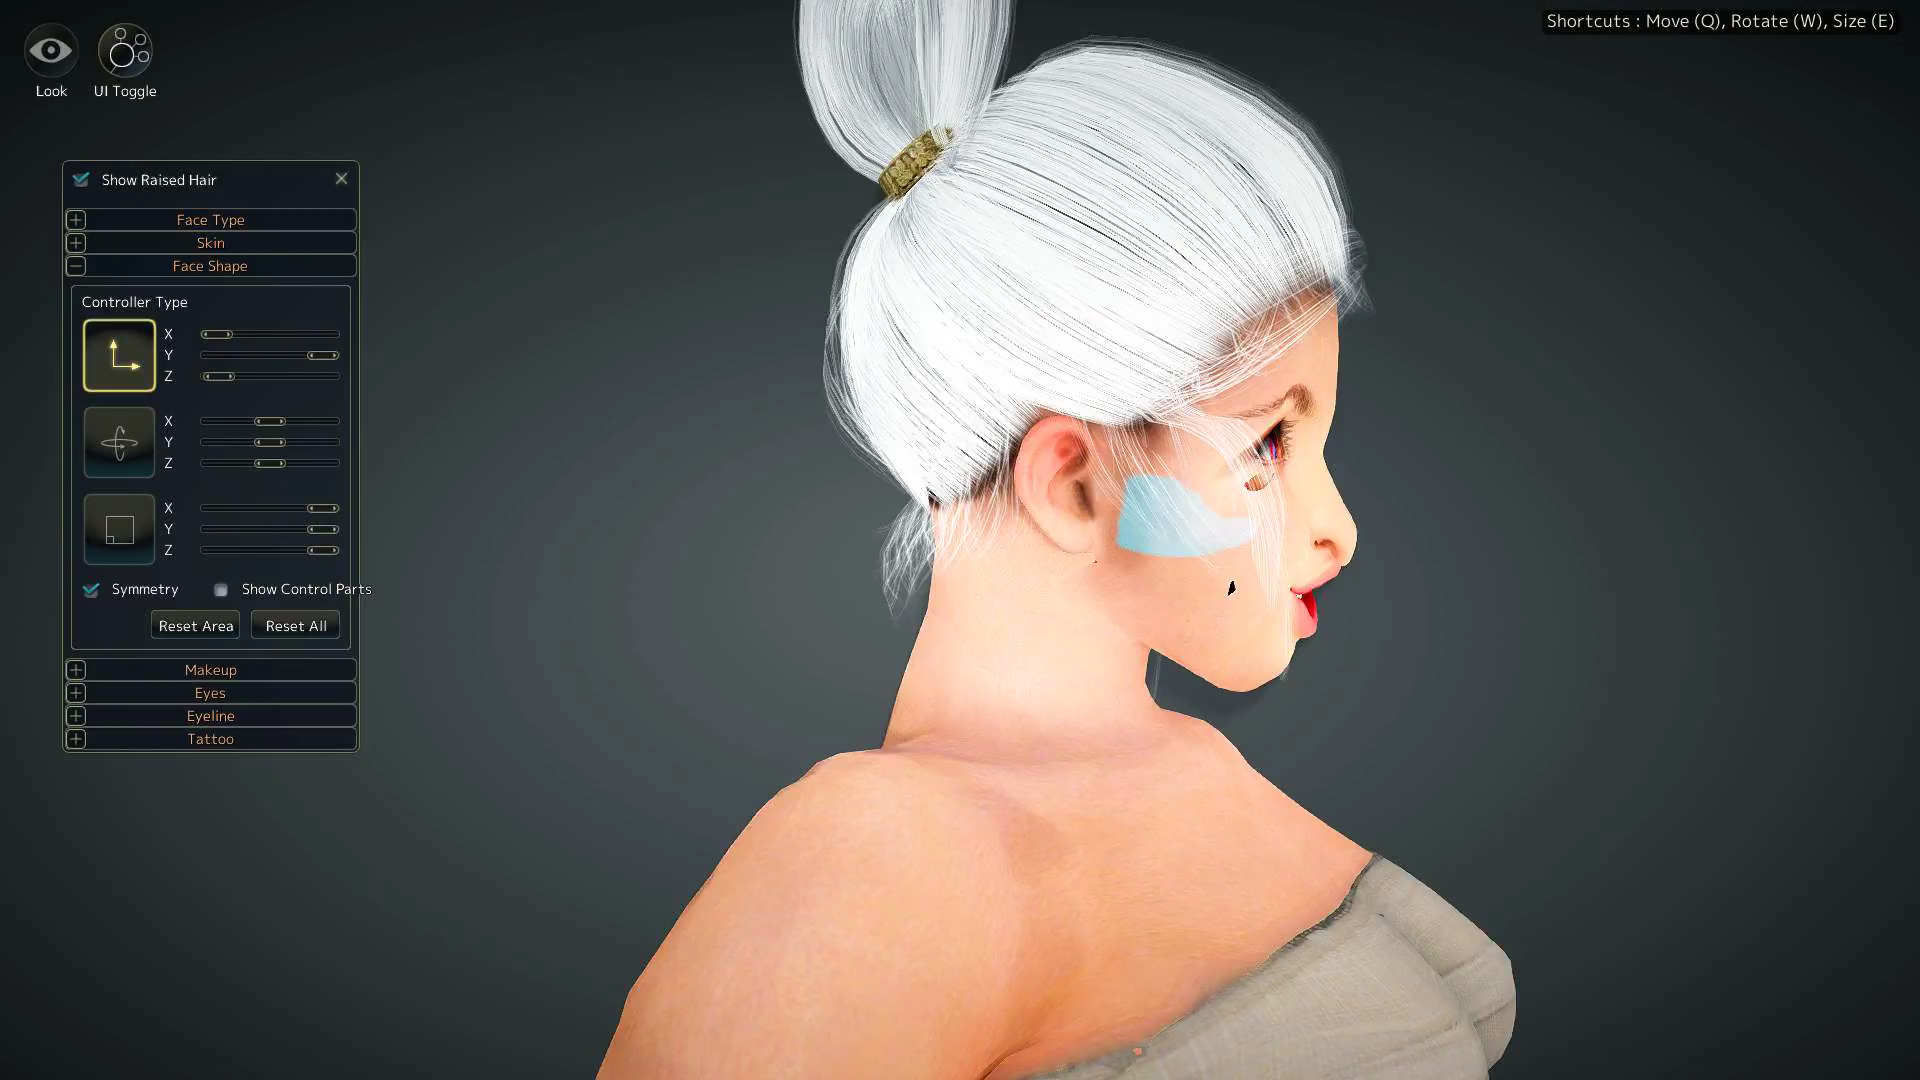 Shortcuts : Move (Q), Rotate (W), Size (E)
Look
UI Toggle
Show Raised Hair
Face Type
Skin
Face Shape
Controller Type
X
Y
Z
X
Y
Z
X
Y
Z
Symmetry
Show Control Parts
Reset Area
Reset All
Makeup
Eyes
Eyeline
Tattoo